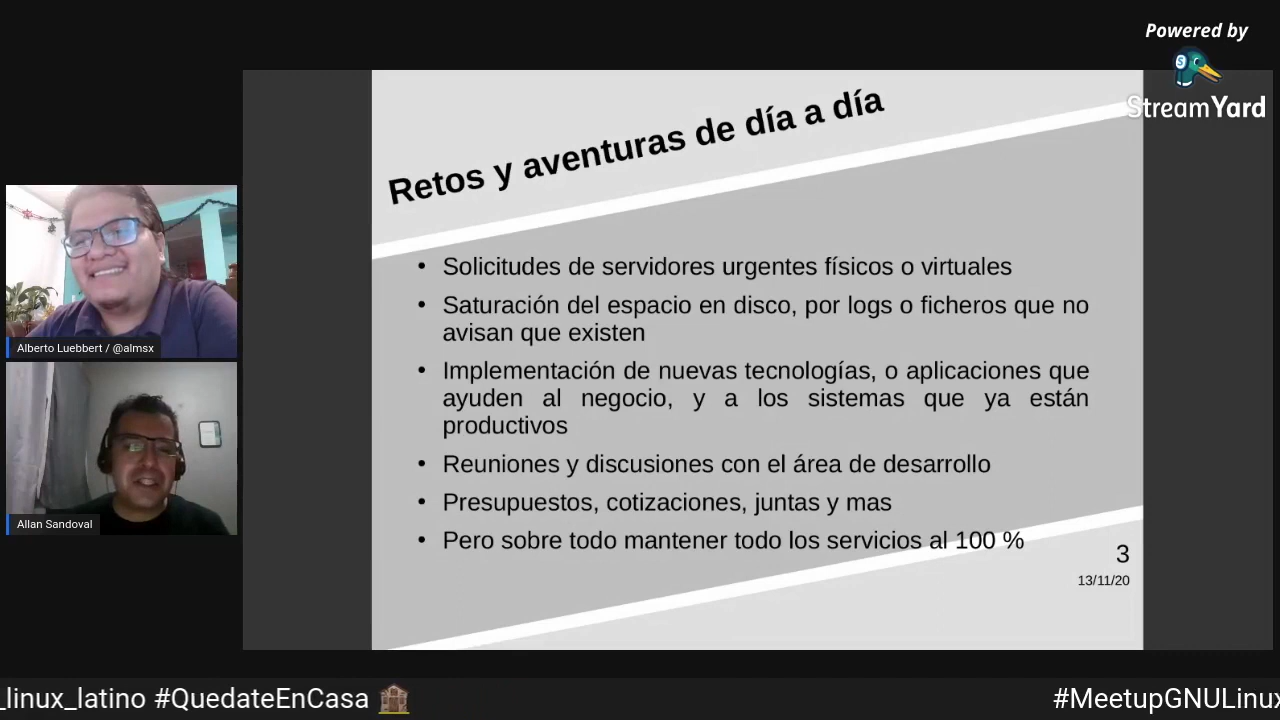 Powered by
StreamYard
Retos y aventuras de día a día
• Solicitudes de servidores urgentes físicos o virtuales
• Saturación del espacio en disco, por logs o ficheros que no
avisan que existen
• Implementación de nuevas tecnologías, o aplicaciones que
ayuden al negocio, y a los sistemas que ya están
productivos
• Reuniones y discusiones con el área de desarrollo
• Presupuestos, cotizaciones, juntas y mas
• Pero sobre todo mantener todo los servicios al 100 %
3
13/11/20
Alberto Luebbert / @almsx
Allan Sandoval
_linux_latino #QuedateEnCasa
#MeetupGNULinux